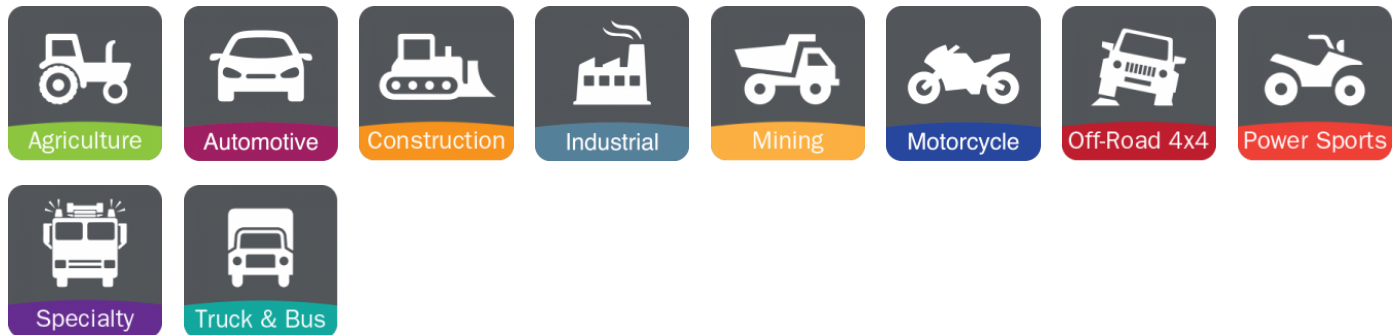 Agriculture
Automotive
Construction
Industrial
Mining
Motorcycle
Off-Road 4x4
Power Sports
Specialty
Truck & Bus